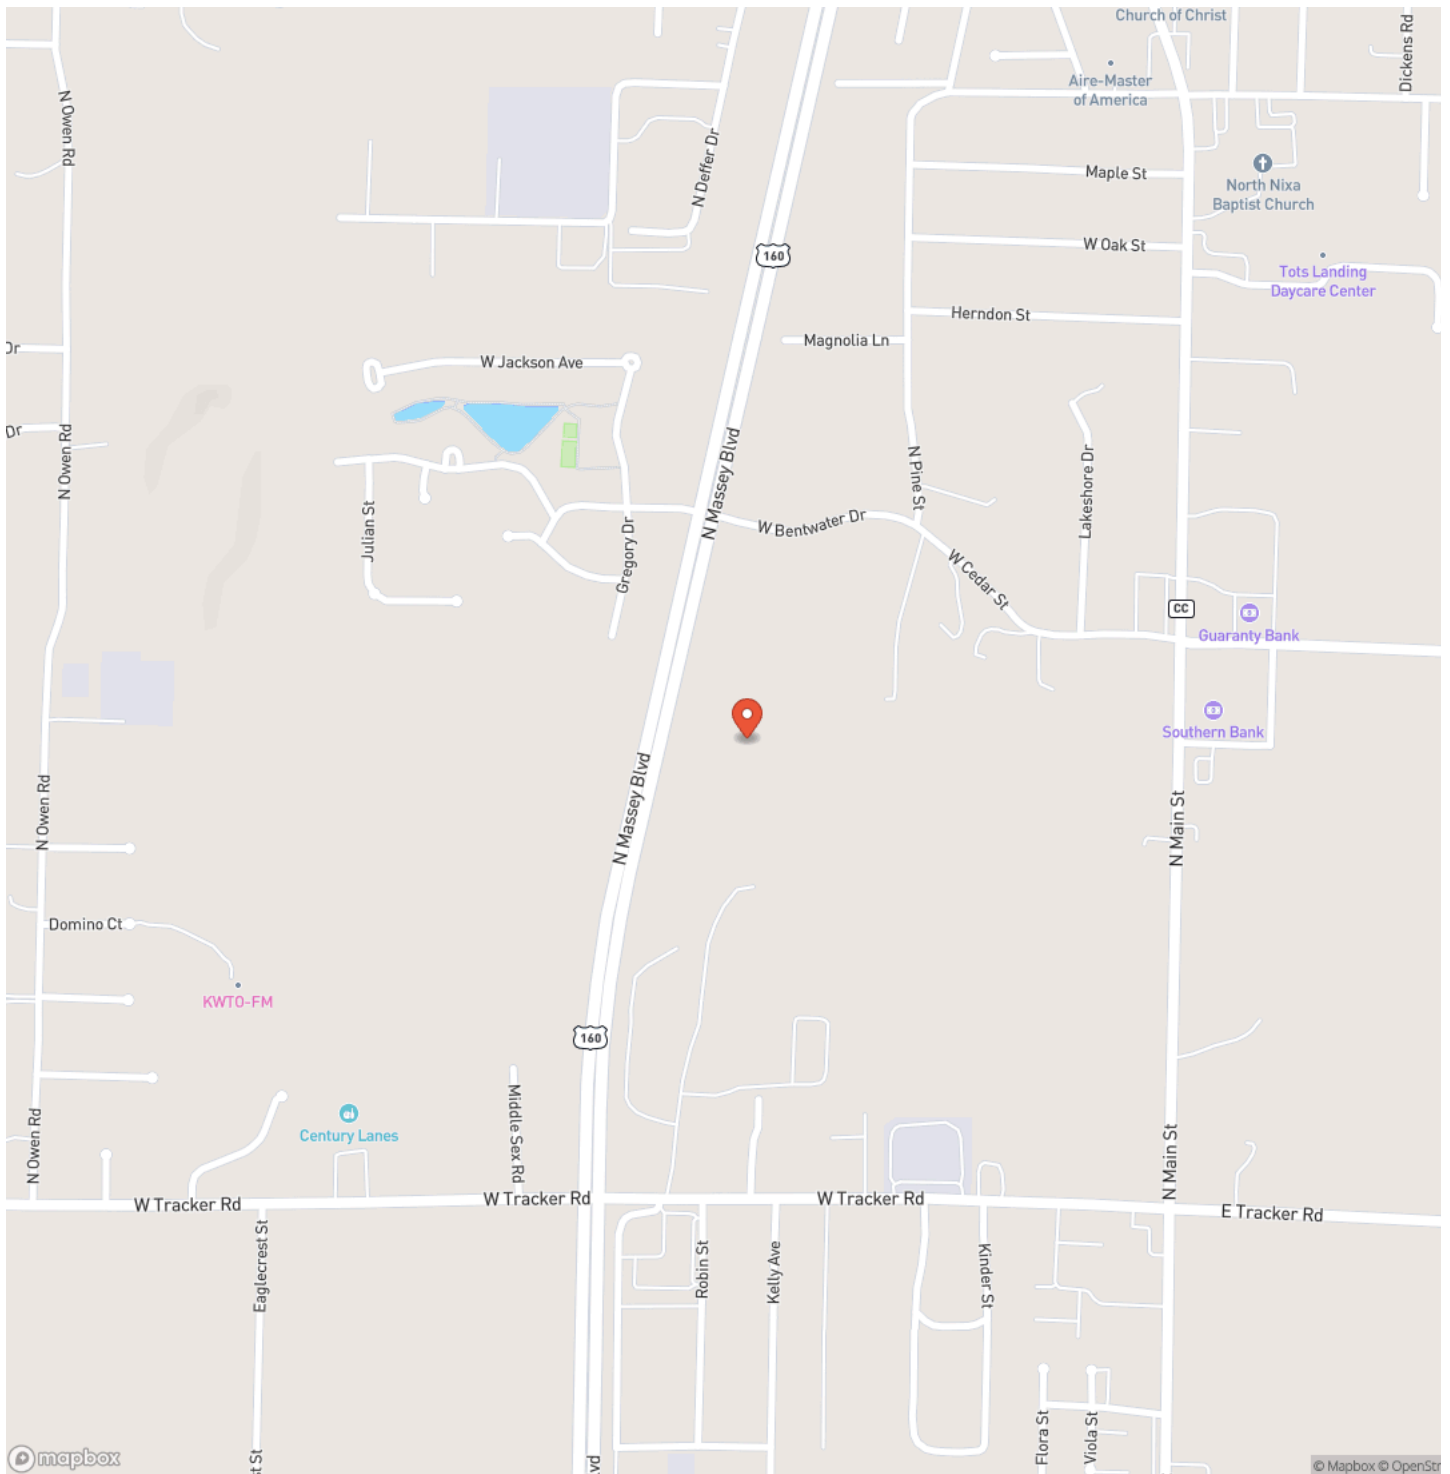 Church of Christ
Dickens Rd
Aire-Master
of America
N Owen Rd
N Deffer Dr
Maple St
North Nixa
Baptist Church
W Oak St
160
Tots Landing
Daycare Center
Herndon St
Magnolia Ln
Dr
W Jackson Ave
Dr
N Owen Rd
N Massey Blvd
N Pine St
Lakeshore Dr
Julian St
Gregory Dr
W Bentwater Dr
W Cedar St
CC
Guaranty Bank
Southern Bank
N Owen Rd
N Massey Blvd
N Main St
Domino Ct
KWTO-FM
160
N Owen Rd
Middle Sex Rd
Century Lanes
N Main St
W Tracker Rd
W Tracker Rd
W Tracker Rd
E Tracker Rd
Eaglecrest St
Robin St
Kelly Ave
Kinder St
Flora St
Viola St
st St
vd
mapbox
© Mapbox © OpenStr